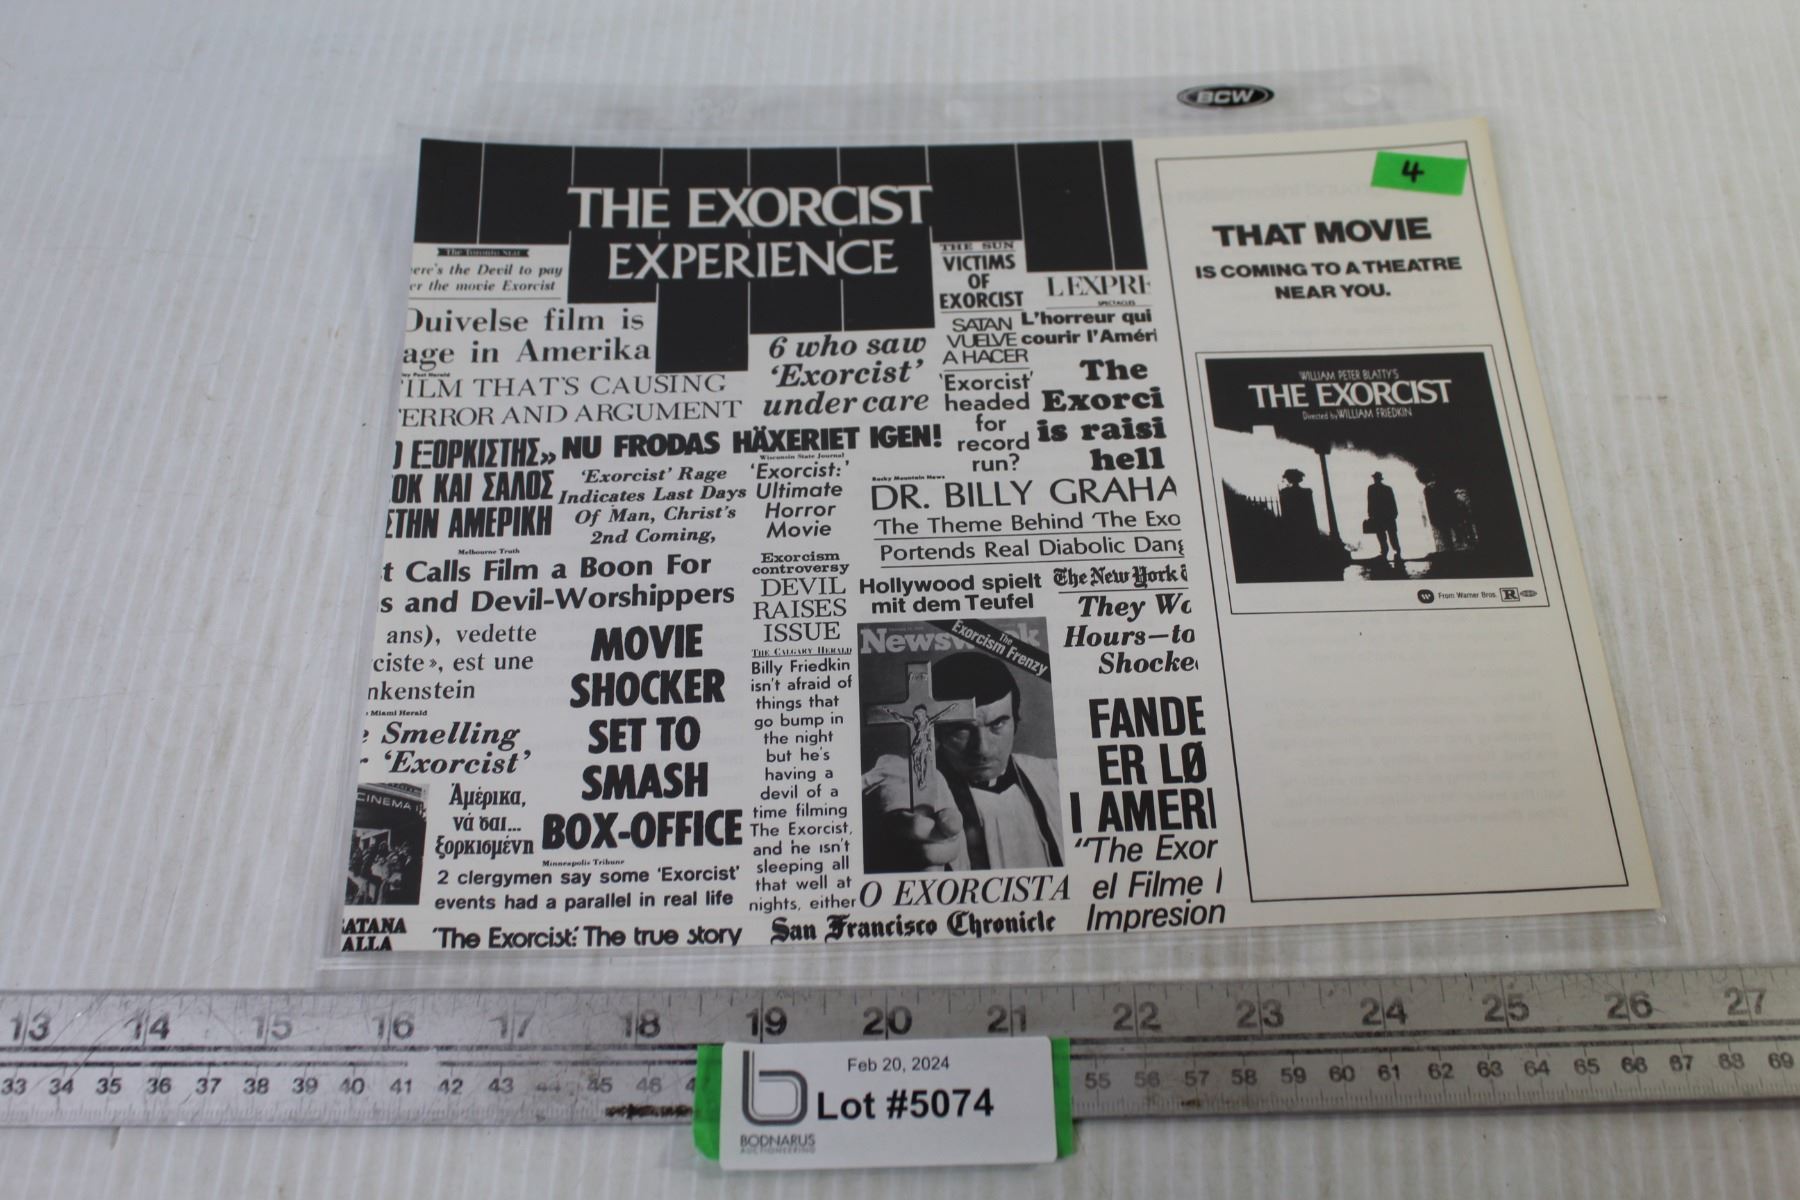 BCW
4
THE EXORCIST
EXPERIENCE
The Toronto Star
ere's the Devil to pay
er the movie Exorcist
Duivelse film is
age in Amerika
FILM THAT'S CAUSING
TERROR AND ARGUMENT
6 who saw
'Exorcist'
under care
THE SUN
VICTIMS
OF
EXORCIST
SATAN
VUELVE
A HACER
L'EXPRE
SPECTACLES
L'horreur qui
courir l'Améri
'Exorcist'
headed
for
record
run?
The
Exorci
is raisi
hell
Ο ΕΞΟΡΚΙΣΤΗΣ»
ΣΟΚ ΚΑΙ ΣΑΛΟΣ
ΣΤΗΝ ΑΜΕΡΙΚΗ
NU FRODAS HÄXERIET IGEN!
'Exorcist' Rage
Indicates Last Days
Of Man, Christ's
2nd Coming,
Wisconsin State Journal
'Exorcist:'
Ultimate
Horror
Movie
Rocky Mountain News
DR. BILLY GRAHA
'The Theme Behind 'The Exo
Portends Real Diabolic Dang
Melbourne Truth
t Calls Film a Boon For
s and Devil-Worshippers
Exorcism
controversy
DEVIL
RAISES
ISSUE
Hollywood spielt
mit dem Teufel
The New York
They Wa
Hours—to
Shocke
ans), vedette
ciste», est une
nkenstein
Miami Herald
e Smelling
r 'Exorcist'
CINEMA
Αμέρικα,
νά σαι...
ξορκισμένη
MOVIE
SHOCKER
SET TO
SMASH
BOX-OFFICE
THE CALGARY HERALD
Billy Friedkin
isn't afraid of
things that
go bump in
the night
but he's
having a
devil of a
time filming
The Exorcist,
and he isn't
sleeping all
that well at
nights, either
Newsw k
The
Exorcism Frenzy
FANDE
ER LØ
I AMERI
Minneapolis Tribune
2 clergymen say some 'Exorcist'
events had a parallel in real life
O EXORCISTA
"The Exor
el Filme
Impresion
SATANA
ALLA
'The Exorcist:' The true story
San Francisco Chronicle
THAT MOVIE
IS COMING TO A THEATRE
NEAR YOU.
WILLIAM PETER BLATTY'S
THE EXORCIST
Directed by WILLIAM FRIEDKIN
From Warner Bros. R
13 14 15 16 17 18 19 20 21 22 23 24 25 26 27
33 34 35 36 37 38 39 40 41 42 43 44 45 46 4 55 56 57 58 59 60 61 62 63 64 65 66 67 68 69
Feb 20, 2024
Lot #5074
BODNARUS
AUCTIONEERING